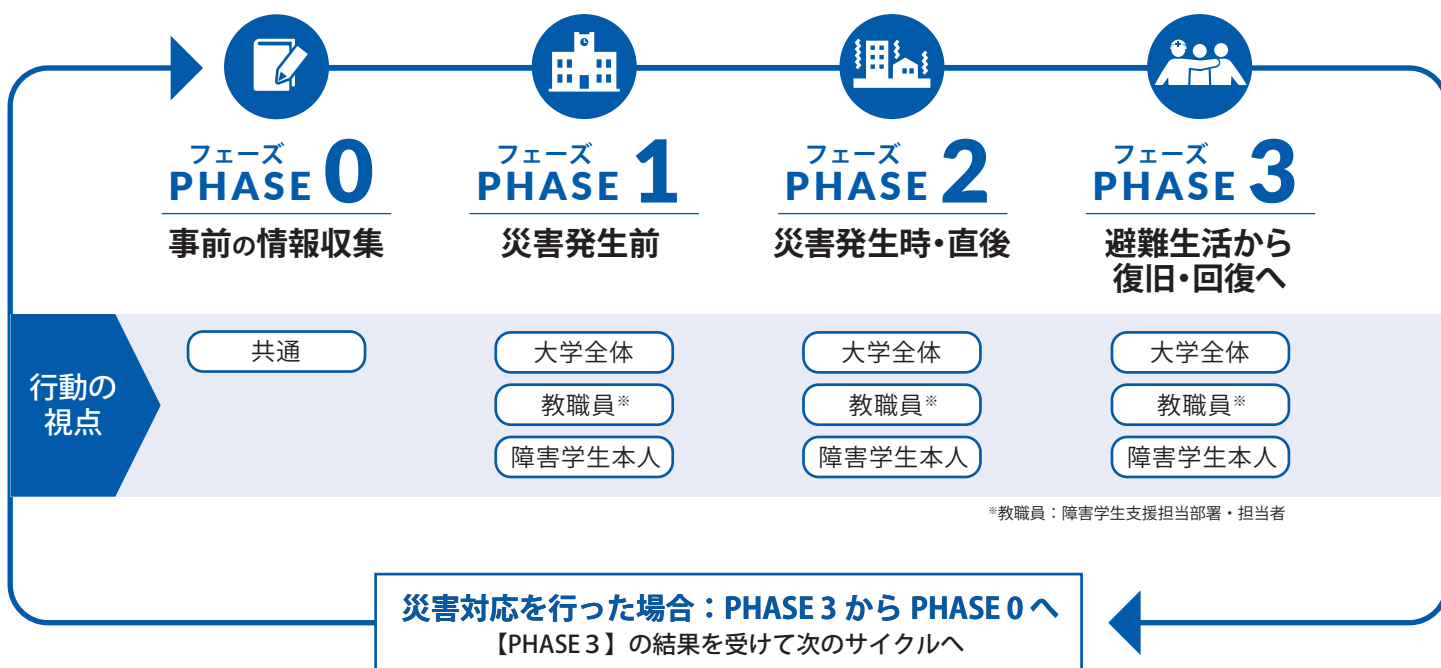 フェーズ
PHASE 0
事前の情報収集
フェーズ
PHASE 1
災害発生前
フェーズ
PHASE 2
災害発生時・直後
フェーズ
PHASE 3
避難生活から
復旧・回復へ
行動の
視点
共通
大学全体
教職員※
障害学生本人
大学全体
教職員※
障害学生本人
大学全体
教職員※
障害学生本人
※教職員：障害学生支援担当部署・担当者
災害対応を行った場合：PHASE 3 から PHASE 0 へ
【PHASE 3】の結果を受けて次のサイクルへ